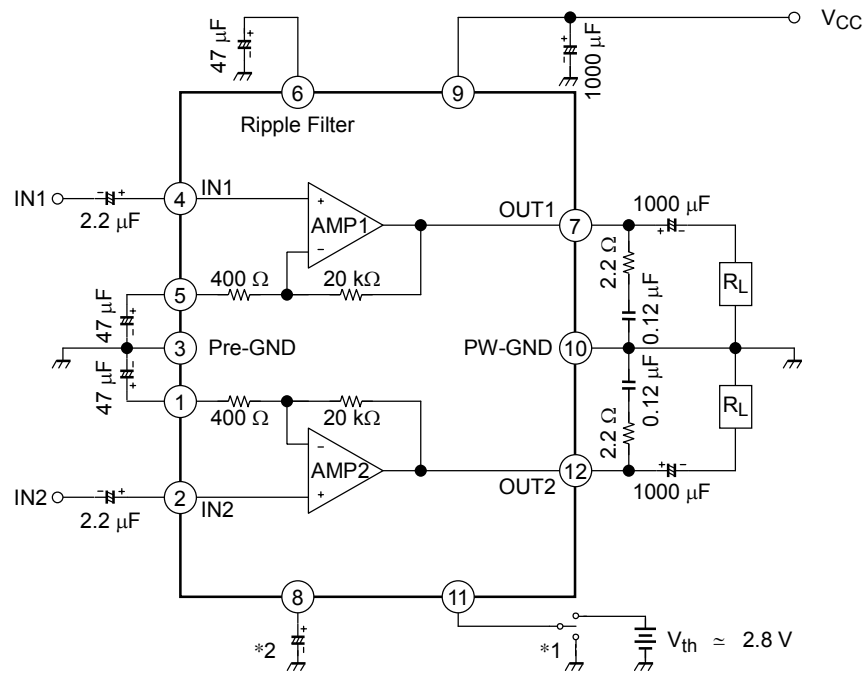 47 μF
+
-
1000 μF
+
-
V_CC
6
9
Ripple Filter
IN1
- +
2.2 μF
4
IN1
+
AMP1
-
OUT1
7
1000 μF
+ -
2.2 Ω
0.12 μF
R_L
400 Ω
20 kΩ
5
47 μF
+
-
3
Pre-GND
PW-GND
10
47 μF
-
+
1
400 Ω
20 kΩ
0.12 μF
2.2 Ω
R_L
-
AMP2
+
OUT2
12
+ -
1000 μF
IN2
- +
2.2 μF
2
IN2
8
11
*2
+
-
*1
V_th ≃ 2.8 V